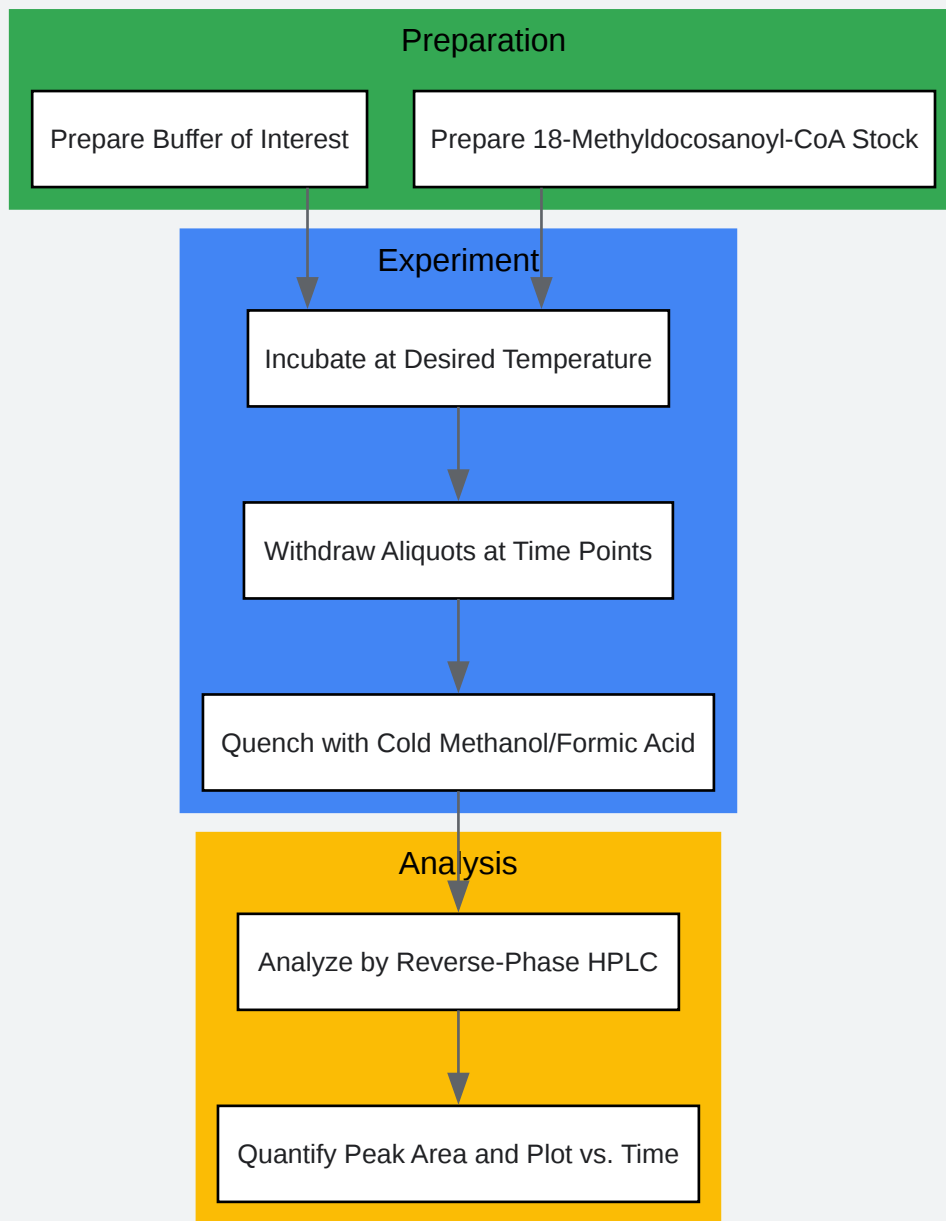 Preparation
Prepare Buffer of Interest
Prepare 18-Methyldocosanoyl-CoA Stock
Experiment
Incubate at Desired Temperature
Withdraw Aliquots at Time Points
Quench with Cold Methanol/Formic Acid
Analysis
Analyze by Reverse-Phase HPLC
Quantify Peak Area and Plot vs. Time